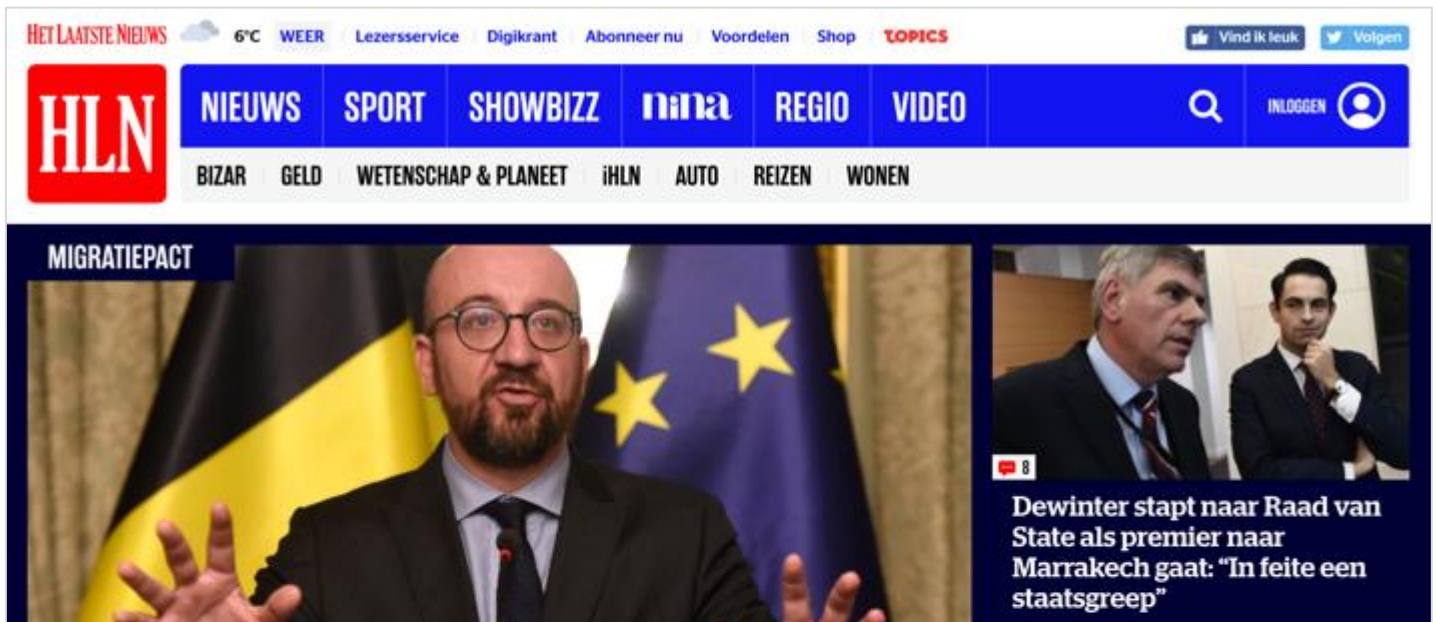 HET LAATSTE NIEUWS 6°C WEER Lezersservice Digikrant Abonneer nu Voordelen Shop TOPICS Vind ik leuk Volgen
HLN
NIEUWS SPORT SHOWBIZZ nina REGIO VIDEO INLOGGEN
BIZAR GELD WETENSCHAP & PLANEET iHLN AUTO REIZEN WONEN
MIGRATIEPACT
8
Dewinter stapt naar Raad van
State als premier naar
Marrakech gaat: “In feite een
staatsgreep”